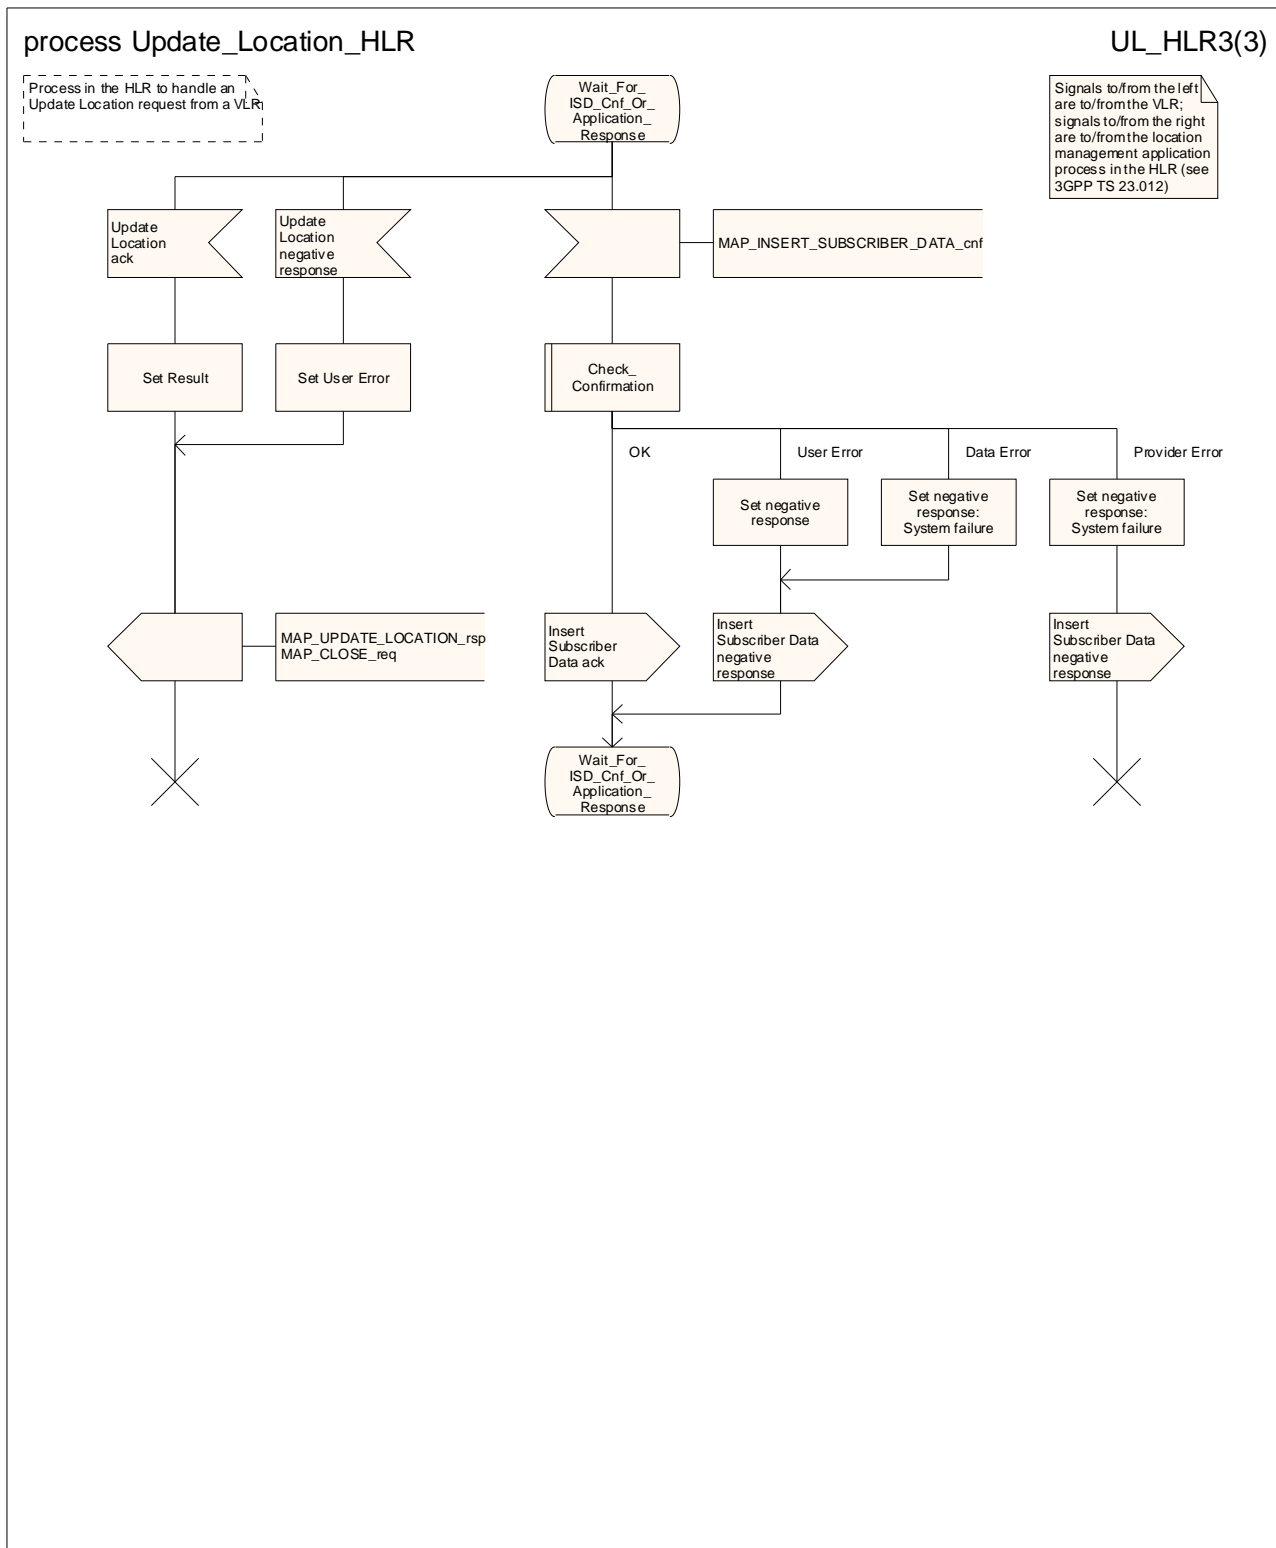 process Update_Location_HLR
UL_HLR3(3)
Process in the HLR to handle an
Update Location request from a VLR
Wait_For_
ISD_Cnf_Or_
Application_
Response
Signals to/from the left
are to/from the VLR;
signals to/from the right
are to/from the location
management application
process in the HLR (see
3GPP TS 23.012)
Update
Location
ack
Update
Location
negative
response
MAP_INSERT_SUBSCRIBER_DATA_cnf
Set Result
Set User Error
Check_
Confirmation
OK
User Error
Data Error
Provider Error
Set negative
response
Set negative
response:
System failure
Set negative
response:
System failure
MAP_UPDATE_LOCATION_rsp
MAP_CLOSE_req
Insert
Subscriber
Data ack
Insert
Subscriber Data
negative
response
Insert
Subscriber Data
negative
response
Wait_For_
ISD_Cnf_Or_
Application_
Response